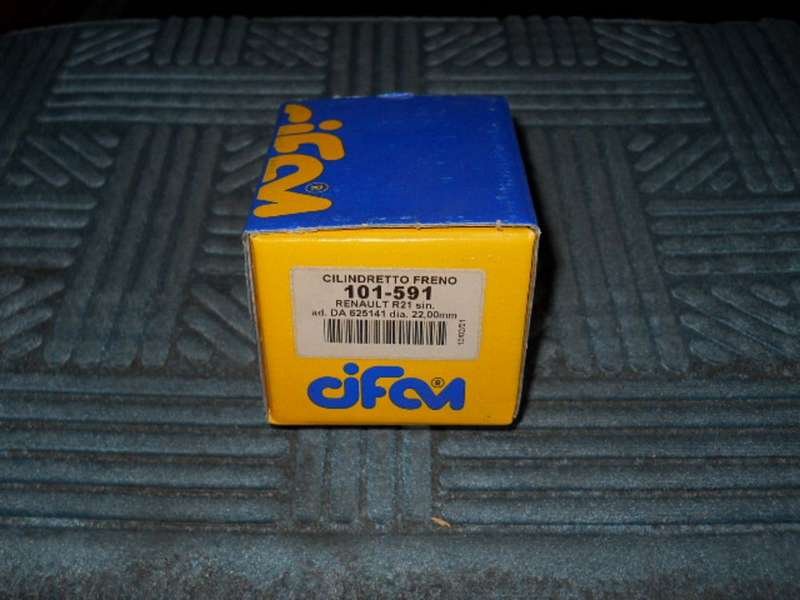 cifam
®
CILINDRETTO FRENO
101-591
RENAULT R21 sin.
ad. DA 625141 dia. 22,00mm
cifam
®